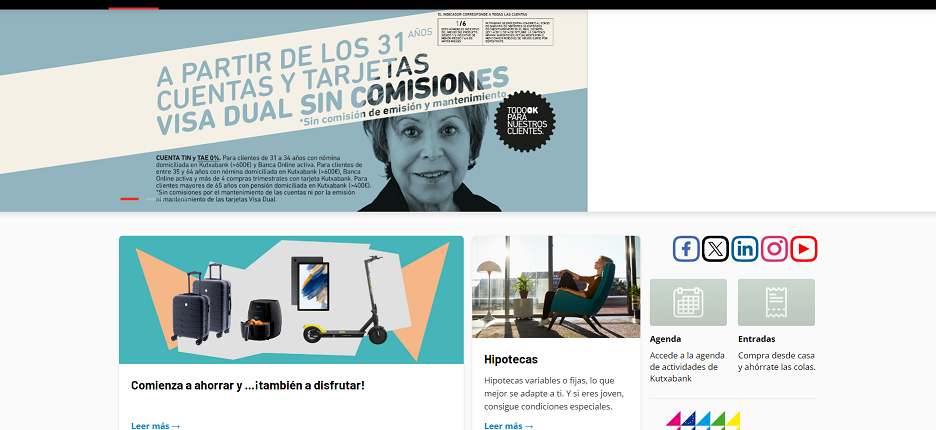 EL INDICADOR CORRESPONDE A TODAS LAS CUENTAS
1/6
A PARTIR DE LOS 31 AÑOS
CUENTAS Y TARJETAS
VISA DUAL SIN COMISIONES
*Sin comisión de emisión y mantenimiento
TODO OK
PARA
NUESTROS
CLIENTES.
CUENTA TIN y TAE 0%. Para clientes de 31 a 34 años con nómina
domiciliada en Kutxabank (>600€) y Banca Online activa. Para clientes de
entre 35 y 64 años con nómina domiciliada en Kutxabank (>600€), Banca
Online activa y más de 4 compras trimestrales con tarjeta Kutxabank. Para
clientes mayores de 65 años con pensión domiciliada en Kutxabank (>400€).
*Sin comisiones por el mantenimiento de las cuentas ni por la emisión
ni mantenimiento de las tarjetas Visa Dual.
Comienza a ahorrar y ...¡también a disfrutar!
Leer más →
Hipotecas
Hipotecas variables o fijas, lo que
mejor se adapte a ti. Y si eres joven,
consigue condiciones especiales.
Leer más →
Agenda
Accede a la agenda
de actividades de
Kutxabank
Entradas
Compra desde casa
y ahórrate las colas.